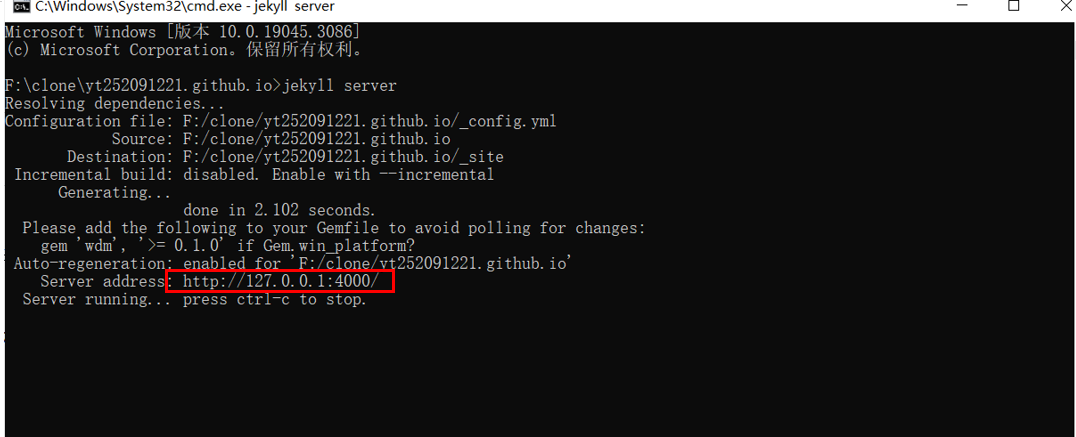 C:\Windows\System32\cmd.exe - jekyll server
Microsoft Windows [版本 10.0.19045.3086]
(c) Microsoft Corporation。保留所有权利。
F:\clone\yt252091221.github.io>jekyll server
Resolving dependencies...
Configuration file: F:/clone/yt252091221.github.io/_config.yml
Source: F:/clone/yt252091221.github.io
Destination: F:/clone/yt252091221.github.io/_site
Incremental build: disabled. Enable with --incremental
Generating...
done in 2.102 seconds.
Please add the following to your Gemfile to avoid polling for changes:
gem 'wdm', '>= 0.1.0' if Gem.win_platform?
Auto-regeneration: enabled for 'F:/clone/yt252091221.github.io'
Server address: http://127.0.0.1:4000/
Server running... press ctrl-c to stop.